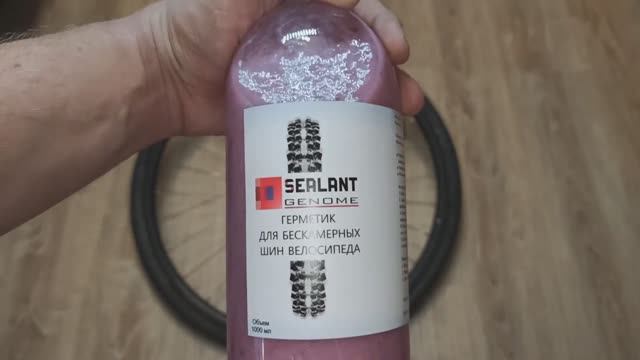 SEALANT
GENOME
ГЕРМЕТИК
ДЛЯ БЕСКАМЕРНЫХ
ШИН ВЕЛОСИПЕДА
Объем
1000 мл